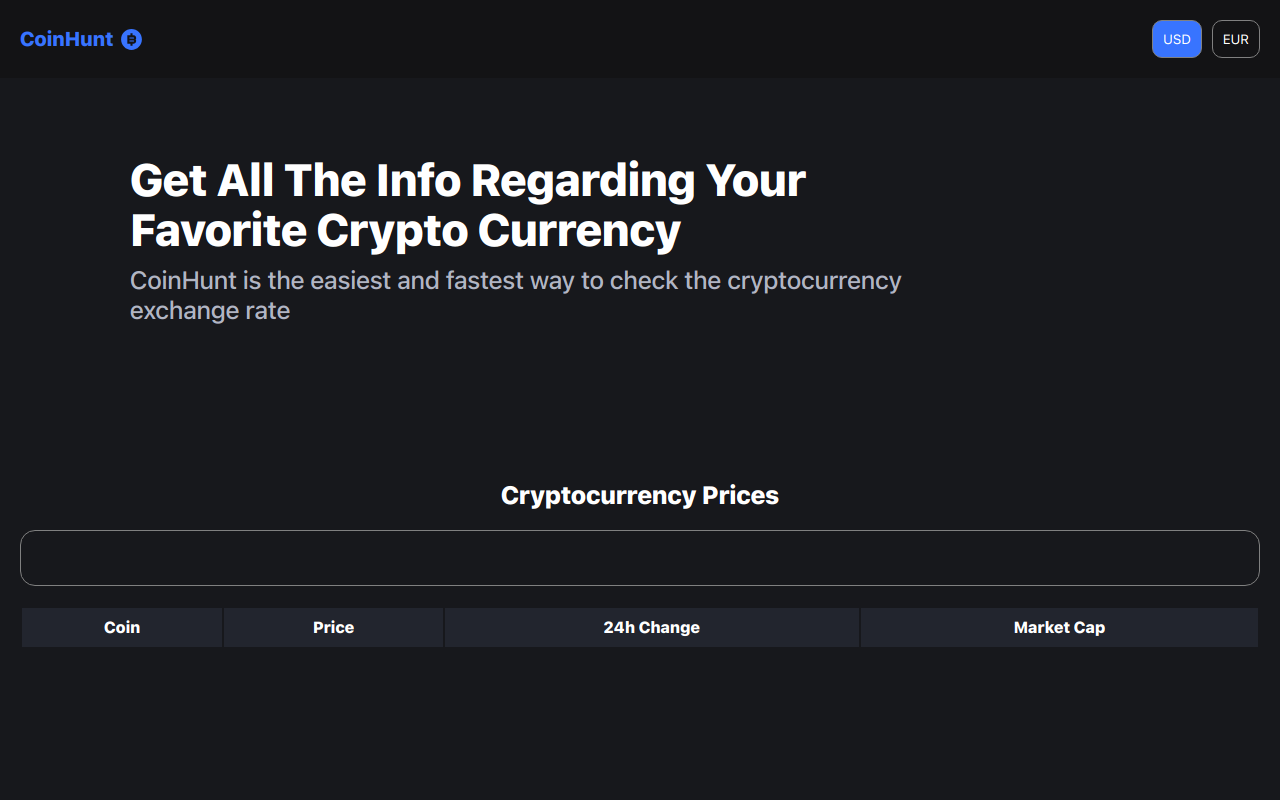 CoinHunt
USD
EUR
Get All The Info Regarding Your
Favorite Crypto Currency
CoinHunt is the easiest and fastest way to check the cryptocurrency
exchange rate
Cryptocurrency Prices
Coin
Price
24h Change
Market Cap